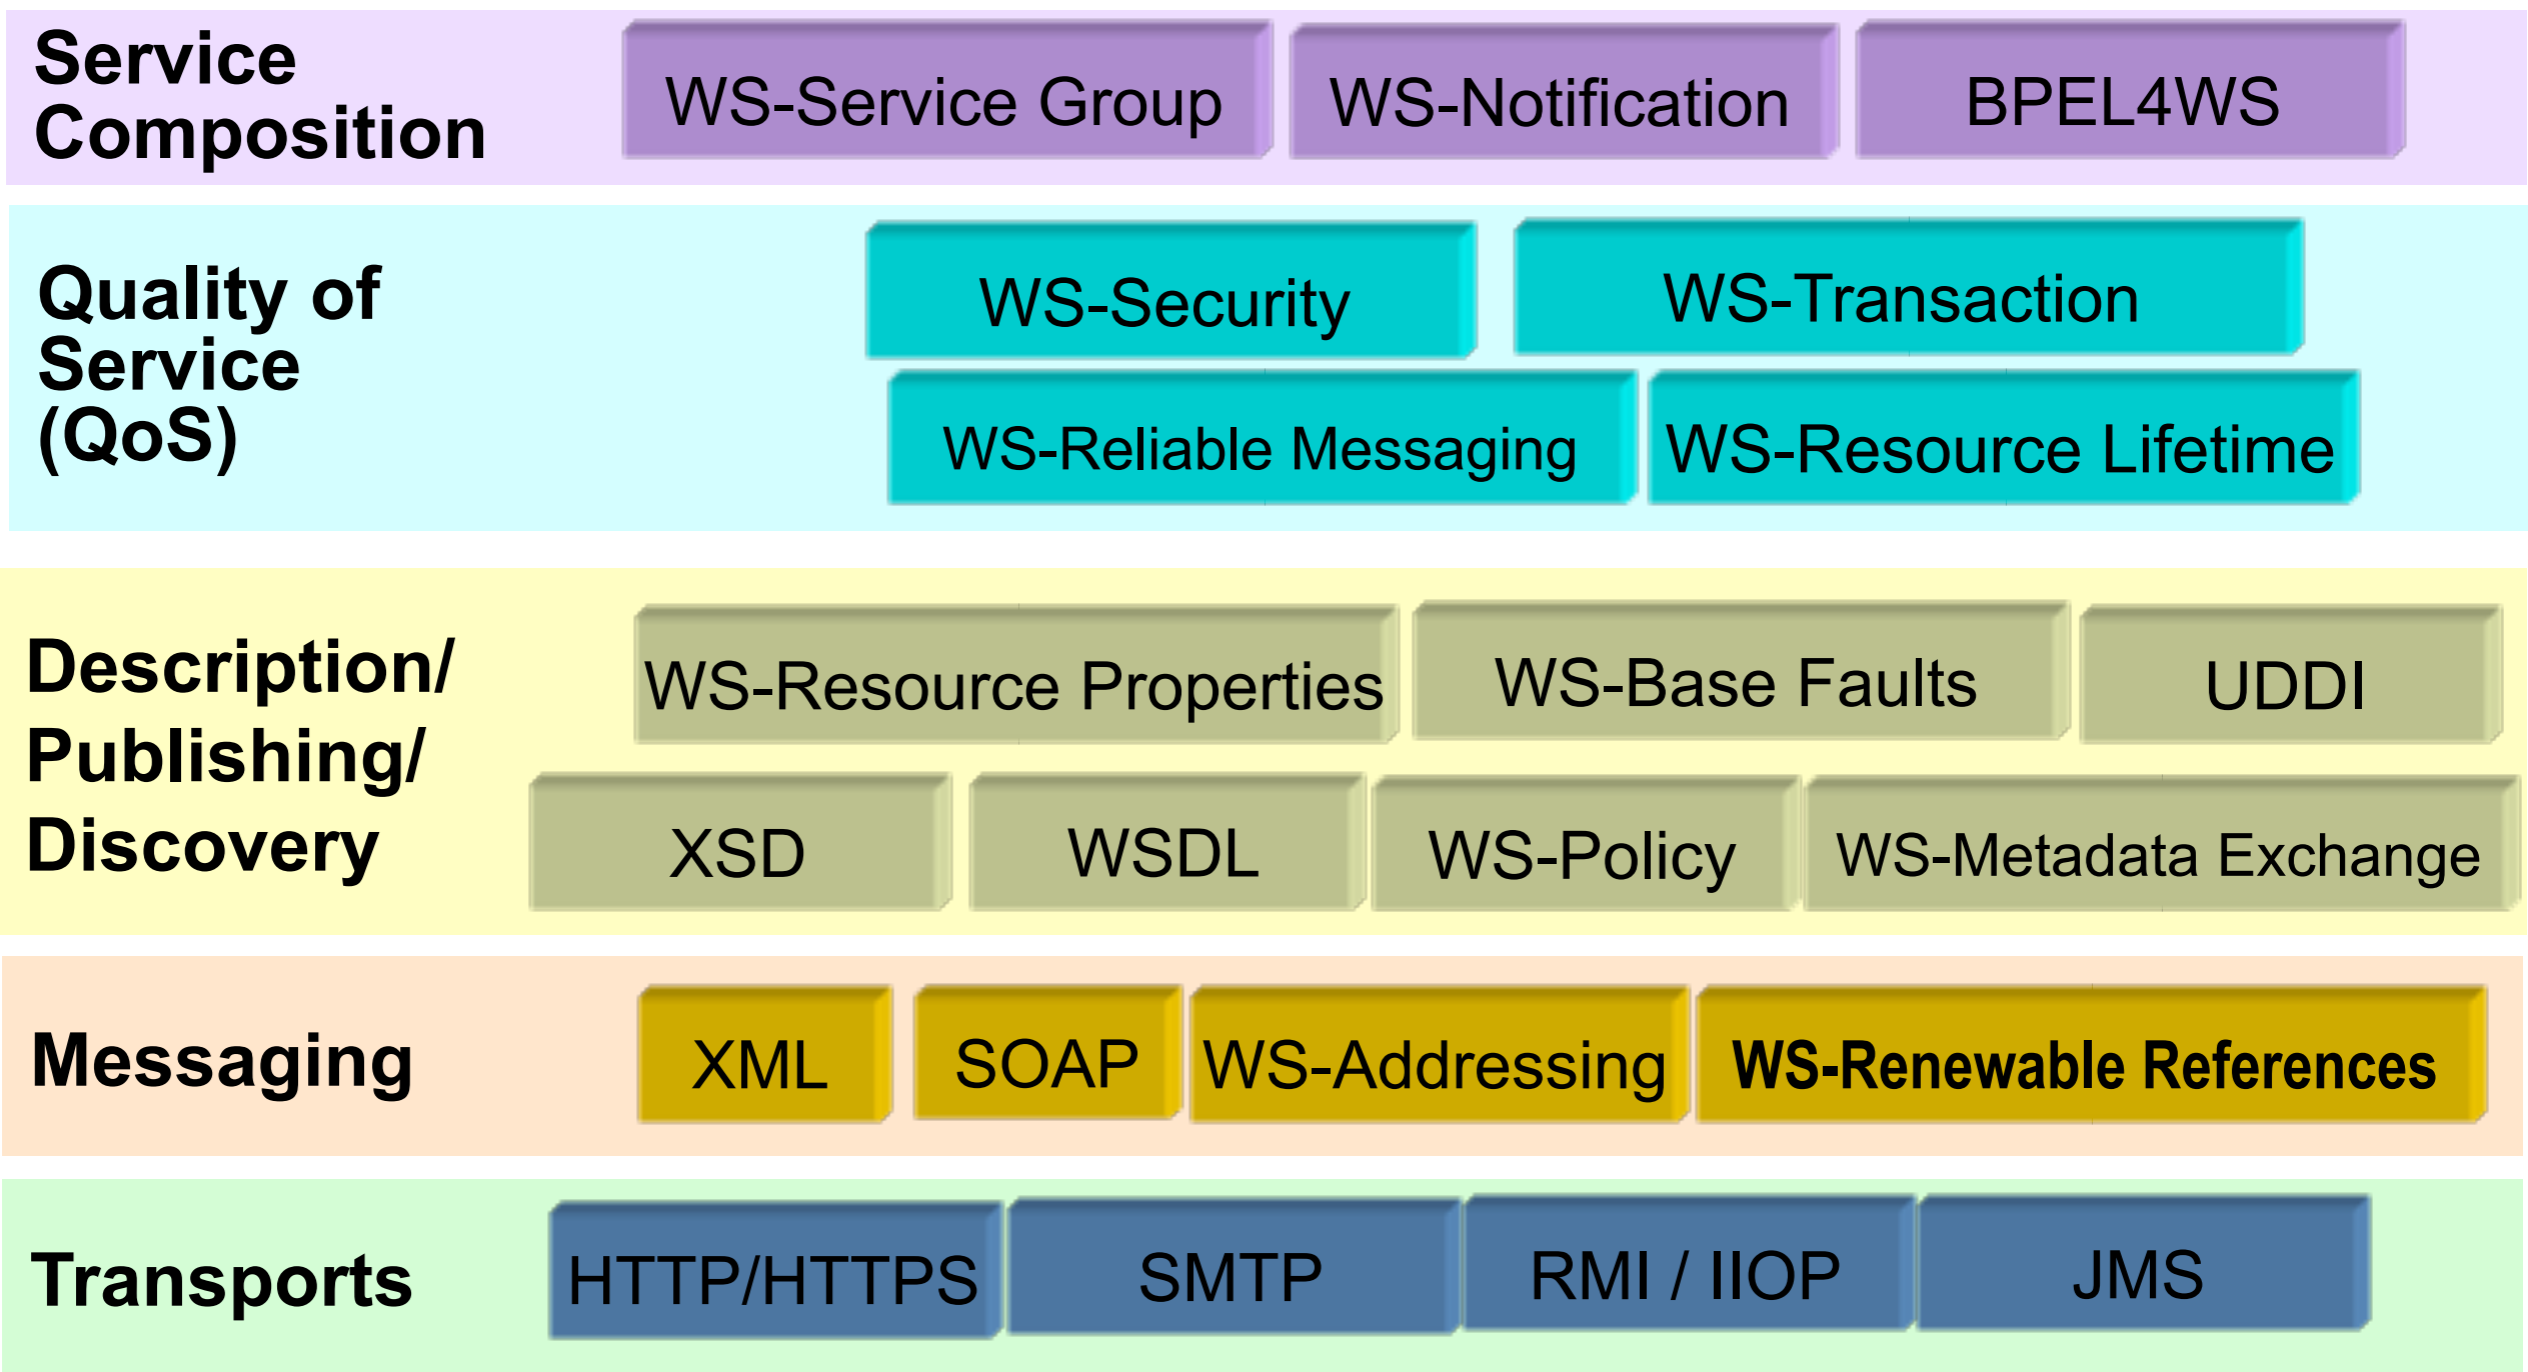 Service
Composition
WS-Service Group
WS-Notification
BPEL4WS
Quality of
Service
(QoS)
WS-Security
WS-Transaction
WS-Reliable Messaging
WS-Resource Lifetime
Description/
Publishing/
Discovery
WS-Resource Properties
WS-Base Faults
UDDI
XSD
WSDL
WS-Policy
WS-Metadata Exchange
Messaging
XML
SOAP
WS-Addressing
WS-Renewable References
Transports
HTTP/HTTPS
SMTP
RMI / IIOP
JMS